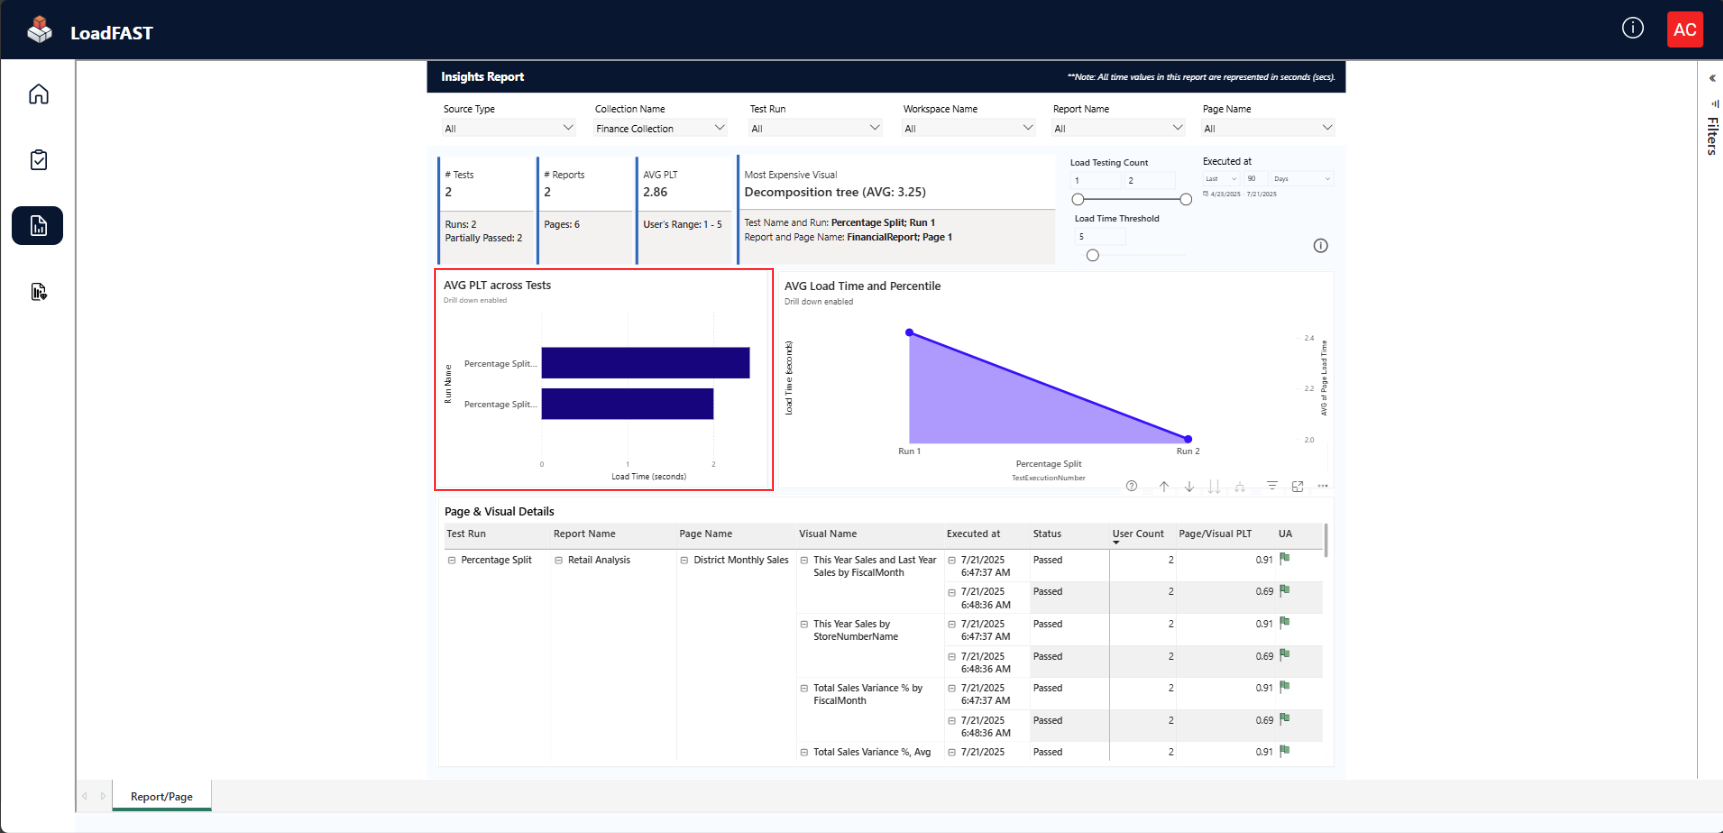 LoadFAST
AC
Insights Report
**Note: All time values in this report are represented in seconds (secs).
Source Type
Collection Name
Test Run
Workspace Name
Report Name
Page Name
All
Finance Collection
All
All
All
All
# Tests
2
Runs: 2
Partially Passed: 2
# Reports
2
Pages: 6
AVG PLT
2.86
User's Range: 1 - 5
Most Expensive Visual
Decomposition tree (AVG: 3.25)
Test Name and Run: Percentage Split; Run 1
Report and Page Name: FinancialReport; Page 1
Load Testing Count
1
2
Load Time Threshold
5
Executed at
Last
90
Days
4/23/2025 - 7/21/2025
Filters
AVG PLT across Tests
Drill down enabled
Run Name
Percentage Split...
Percentage Split...
0
1
2
Load Time (seconds)
AVG Load Time and Percentile
Drill down enabled
Load Time (seconds)
2.4
2.2
2.0
AVG of Page Load Time
Run 1
Run 2
Percentage Split
TestExecutionNumber
Page & Visual Details
Test Run Report Name Page Name Visual Name Executed at Status User Count Page/Visual PLT UA
Percentage Split Retail Analysis District Monthly Sales This Year Sales and Last Year 7/21/2025 Passed 2 0.91
Sales by FiscalMonth 6:47:37 AM
7/21/2025 Passed 2 0.69
6:48:36 AM
This Year Sales by 7/21/2025 Passed 2 0.91
StoreNumberName 6:47:37 AM
7/21/2025 Passed 2 0.69
6:48:36 AM
Total Sales Variance % by 7/21/2025 Passed 2 0.91
FiscalMonth 6:47:37 AM
7/21/2025 Passed 2 0.69
6:48:36 AM
Total Sales Variance %, Avg 7/21/2025 Passed 2 0.91
Report/Page